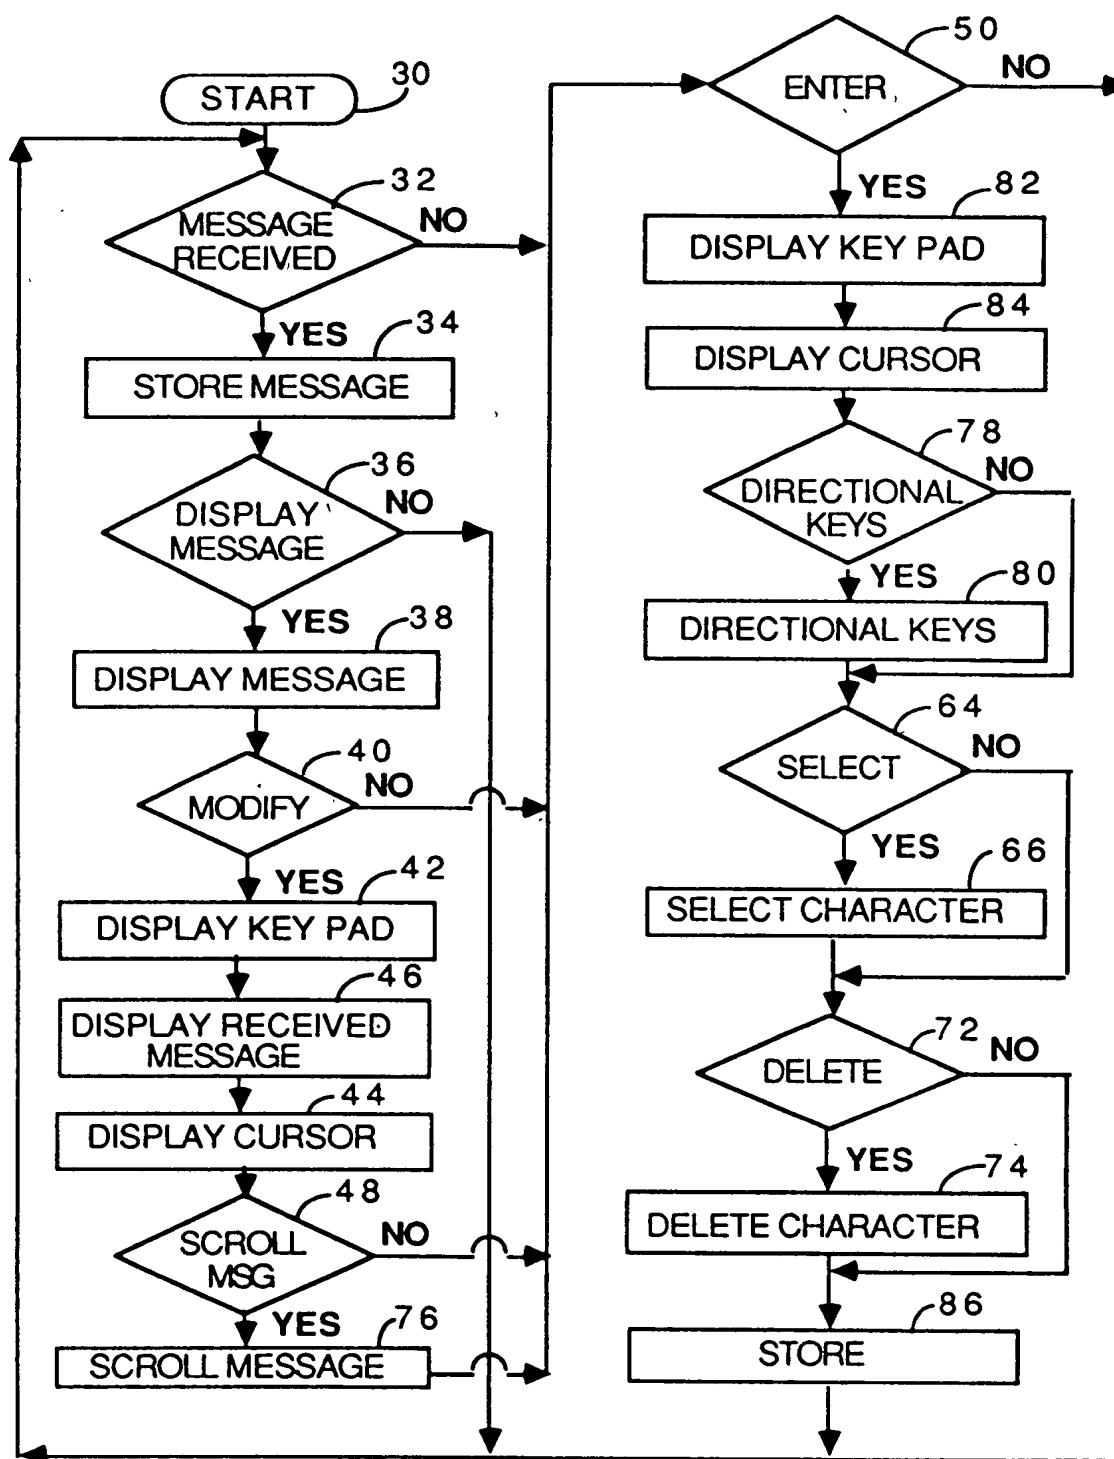 START
30
32
MESSAGE
RECEIVED
NO
YES
34
STORE MESSAGE
36
DISPLAY
MESSAGE
NO
YES
38
DISPLAY MESSAGE
40
MODIFY
NO
YES
42
DISPLAY KEY PAD
46
DISPLAY RECEIVED
MESSAGE
44
DISPLAY CURSOR
48
SCROLL
MSG
NO
YES
76
SCROLL MESSAGE
50
ENTER
NO
YES
82
DISPLAY KEY PAD
84
DISPLAY CURSOR
78
DIRECTIONAL
KEYS
NO
YES
80
DIRECTIONAL KEYS
64
SELECT
NO
YES
66
SELECT CHARACTER
72
DELETE
NO
YES
74
DELETE CHARACTER
86
STORE